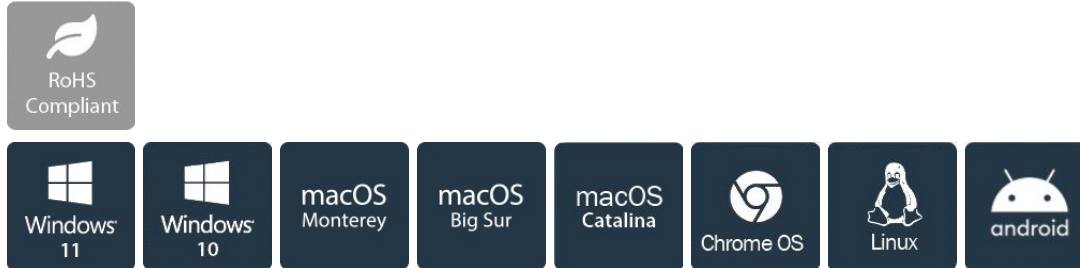 RoHS
Compliant
Windows
11
Windows
10
macOS
Monterey
macOS
Big Sur
macOS
Catalina
Chrome OS
Linux
android